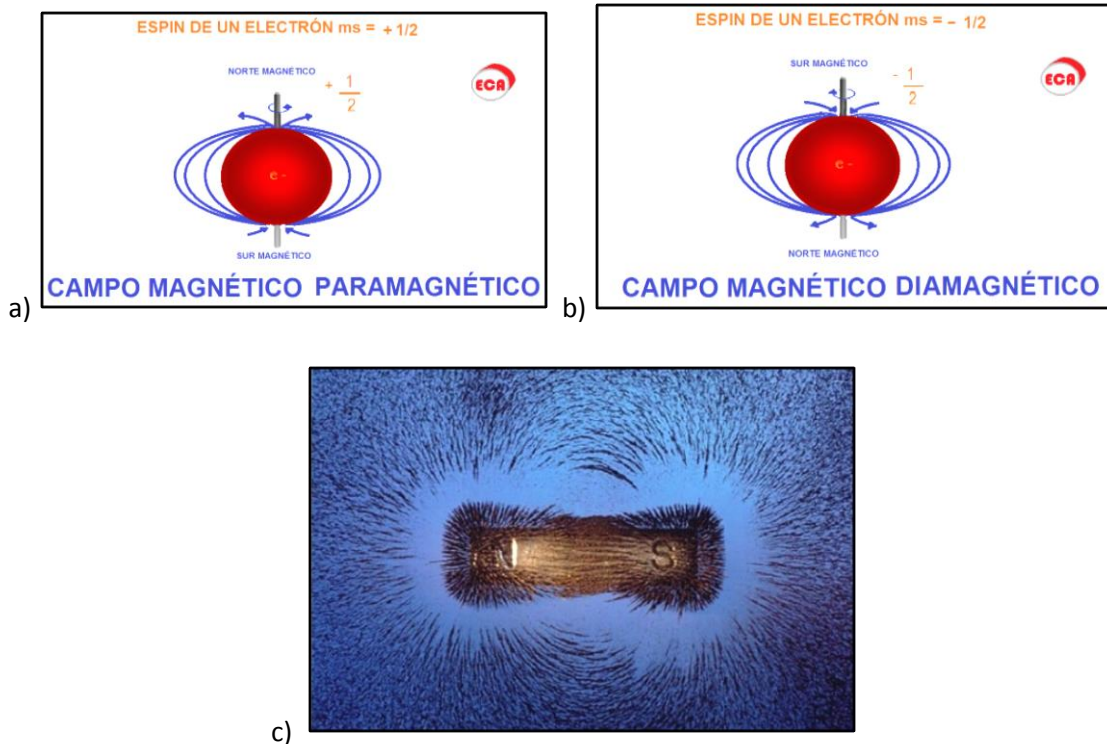 ESPIN DE UN ELECTRÓN ms = + 1/2
NORTE MAGNÉTICO
+ 1/2
ECA
e -
SUR MAGNÉTICO
CAMPO MAGNÉTICO PARAMAGNÉTICO
a)
ESPIN DE UN ELECTRÓN ms = - 1/2
SUR MAGNÉTICO
- 1/2
ECA
e -
NORTE MAGNÉTICO
CAMPO MAGNÉTICO DIAMAGNÉTICO
b)
S
c)